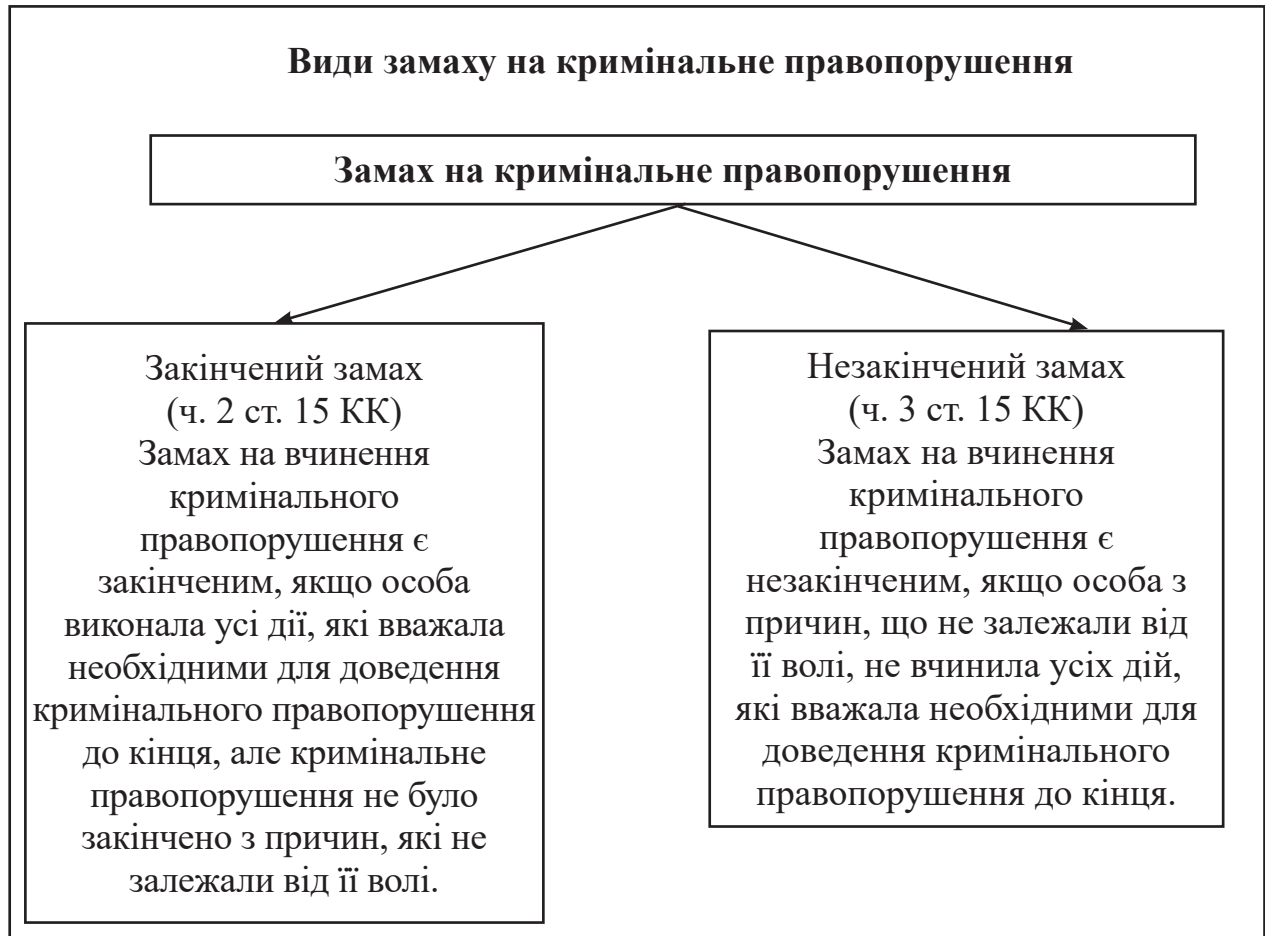 Види замаху на кримінальне правопорушення
Замах на кримінальне правопорушення
Закінчений замах
(ч. 2 ст. 15 КК)
Замах на вчинення
кримінального
правопорушення є
закінченим, якщо особа
виконала усі дії, які вважала
необхідними для доведення
кримінального правопорушення
до кінця, але кримінальне
правопорушення не було
закінчено з причин, які не
залежали від її волі.
Незакінчений замах
(ч. 3 ст. 15 КК)
Замах на вчинення
кримінального
правопорушення є
незакінченим, якщо особа з
причин, що не залежали від
її волі, не вчинила усіх дій,
які вважала необхідними для
доведення кримінального
правопорушення до кінця.